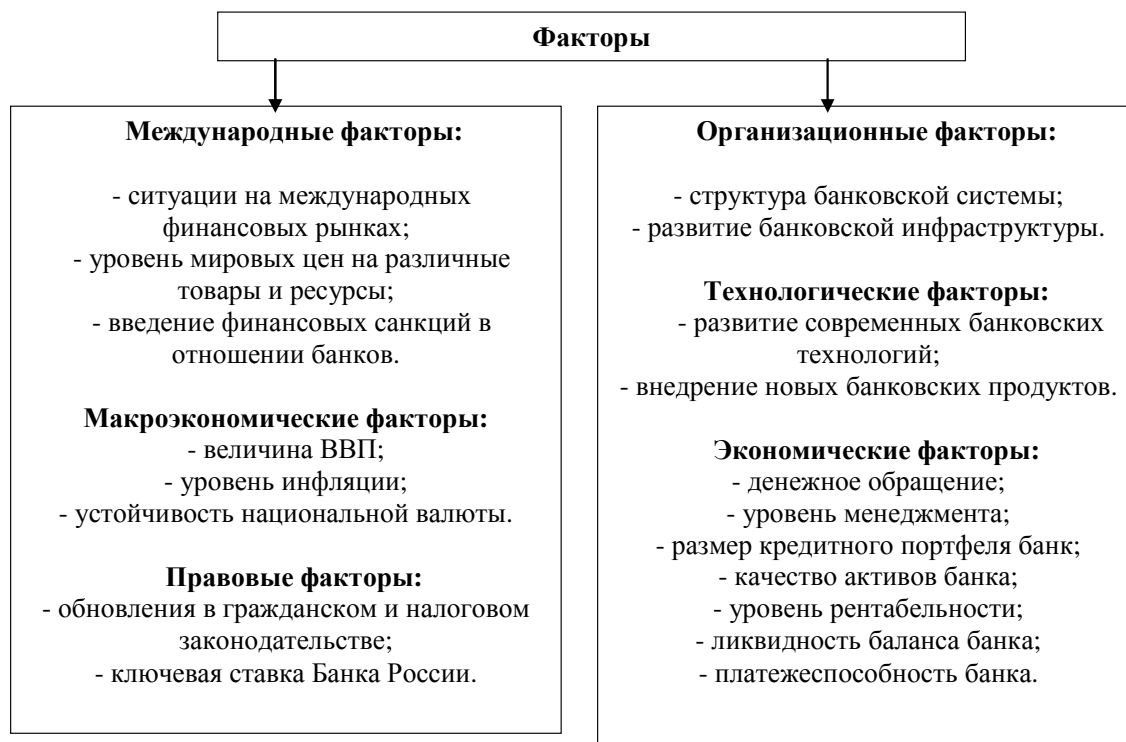 Факторы
Международные факторы:
- ситуации на международных
финансовых рынках;
- уровень мировых цен на различные
товары и ресурсы;
- введение финансовых санкций в
отношении банков.
Макроэкономические факторы:
- величина ВВП;
- уровень инфляции;
- устойчивость национальной валюты.
Правовые факторы:
- обновления в гражданском и налоговом
законодательстве;
- ключевая ставка Банка России.
Организационные факторы:
- структура банковской системы;
- развитие банковской инфраструктуры.
Технологические факторы:
- развитие современных банковских
технологий;
- внедрение новых банковских продуктов.
Экономические факторы:
- денежное обращение;
- уровень менеджмента;
- размер кредитного портфеля банк;
- качество активов банка;
- уровень рентабельности;
- ликвидность баланса банка;
- платежеспособность банка.